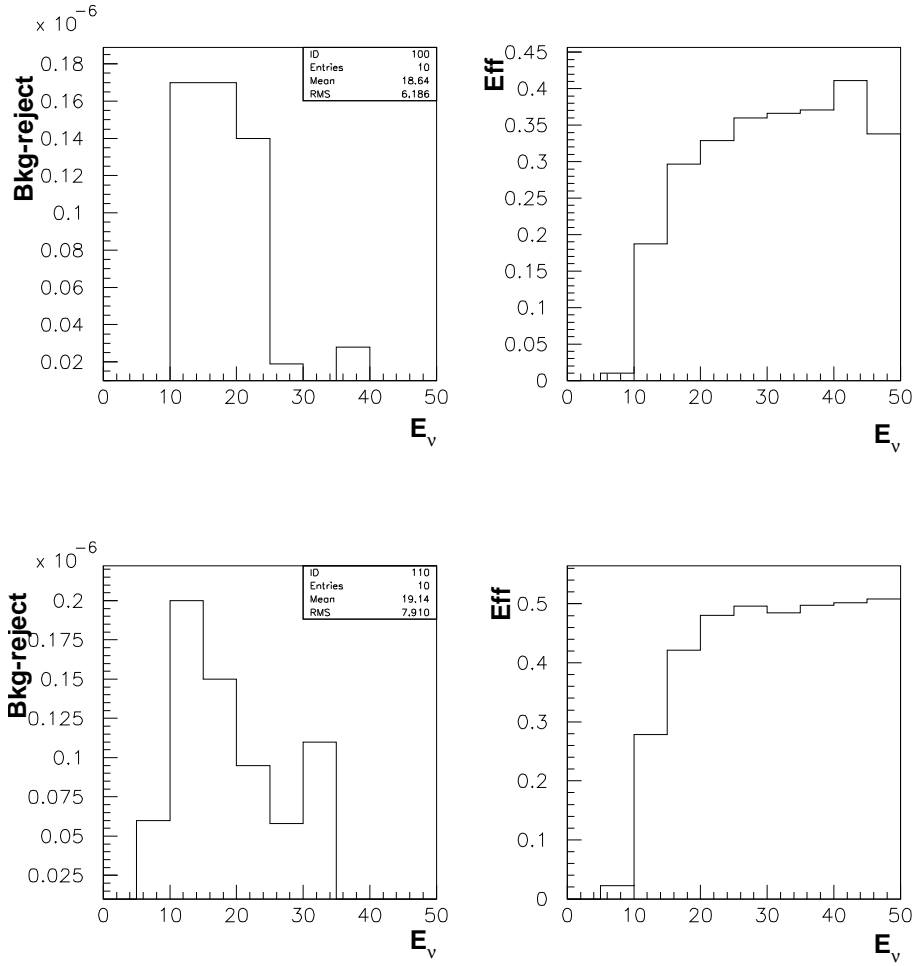 x 10-6
Bkg-reject
0.18
0.16
0.14
0.12
0.1
0.08
0.06
0.04
0.02
0 10 20 30 40 50
Eν
ID 100
Entries 10
Mean 18.64
RMS 6.186
Eff
0.45
0.4
0.35
0.3
0.25
0.2
0.15
0.1
0.05
0
0 10 20 30 40 50
Eν
x 10-6
Bkg-reject
0.2
0.175
0.15
0.125
0.1
0.075
0.05
0.025
0 10 20 30 40 50
Eν
ID 110
Entries 10
Mean 19.14
RMS 7.910
Eff
0.5
0.4
0.3
0.2
0.1
0
0 10 20 30 40 50
Eν